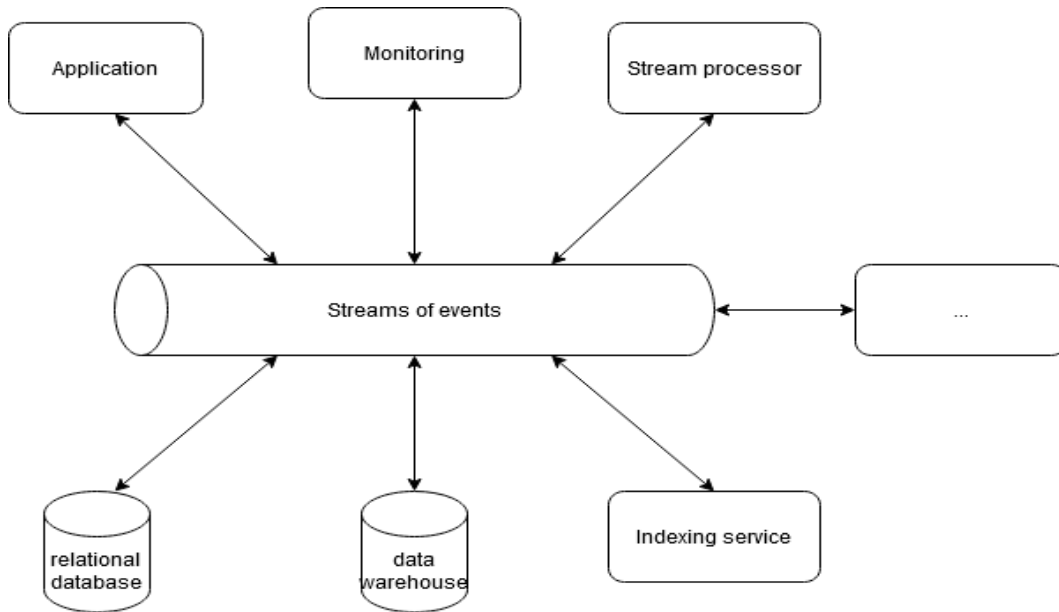 Application
Monitoring
Stream processor
Streams of events
...
relational
database
data
warehouse
Indexing service